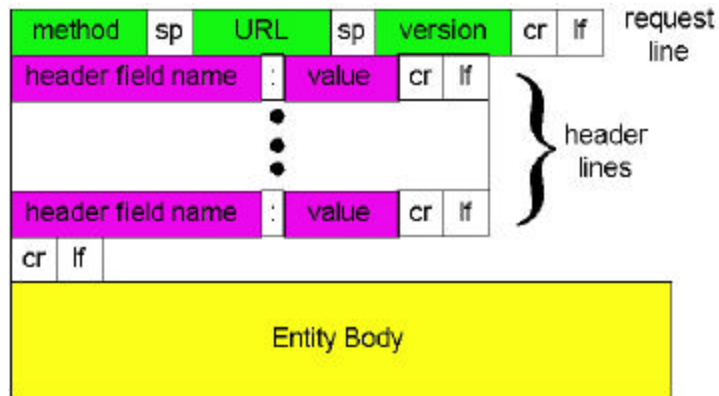 method sp URL sp version cr lf request line
header field name : value cr lf
header lines
header field name : value cr lf
cr lf
Entity Body